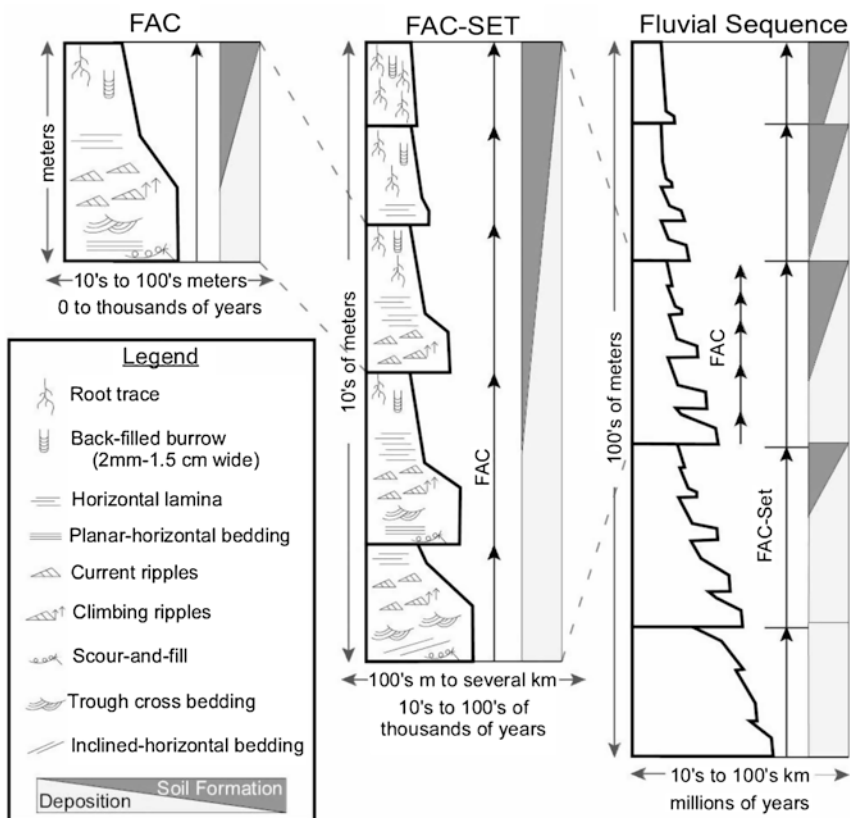 FAC
FAC-SET
Fluvial Sequence
meters
10's to 100's meters
0 to thousands of years
10's of meters
FAC
100's m to several km
10's to 100's of
thousands of years
100's of meters
FAC
FAC-Set
10's to 100's km
millions of years
Legend
Root trace
Back-filled burrow
(2mm-1.5 cm wide)
Horizontal lamina
Planar-horizontal bedding
Current ripples
Climbing ripples
Scour-and-fill
Trough cross bedding
Inclined-horizontal bedding
Soil Formation
Deposition